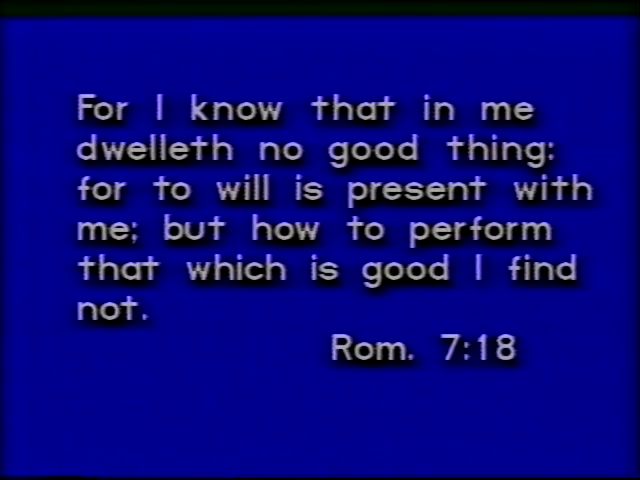 For I know that in me
dwelleth no good thing:
for to will is present with
me; but how to perform
that which is good I find
not.
Rom. 7:18